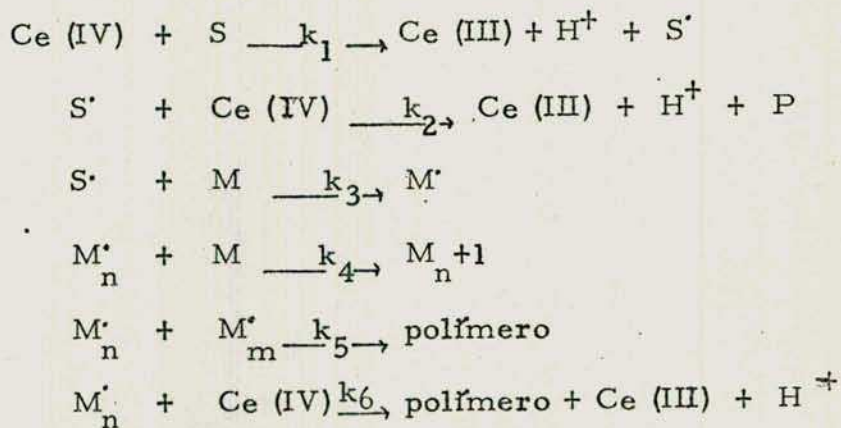 Ce (IV) + S k₁→ Ce (III) + H⁺ + S˙
S˙ + Ce (IV) k₂→ Ce (III) + H⁺ + P
S· + M k₃→ M˙
M˙n + M k₄→ Mn+1
M˙n + M˙m k₅→ polímero
M˙n + Ce (IV) k6→ polímero + Ce (III) + H⁺